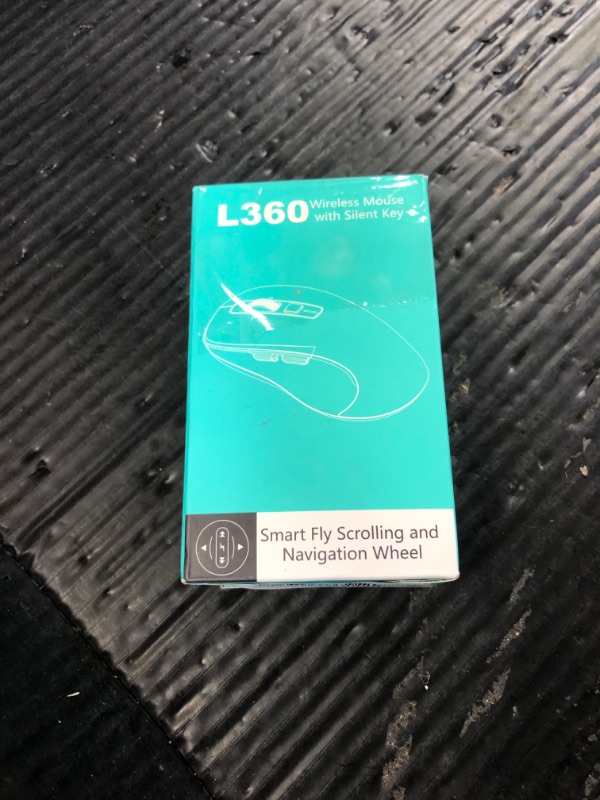 L360 Wireless Mouse
with Silent Key
Smart Fly Scrolling and
Navigation Wheel